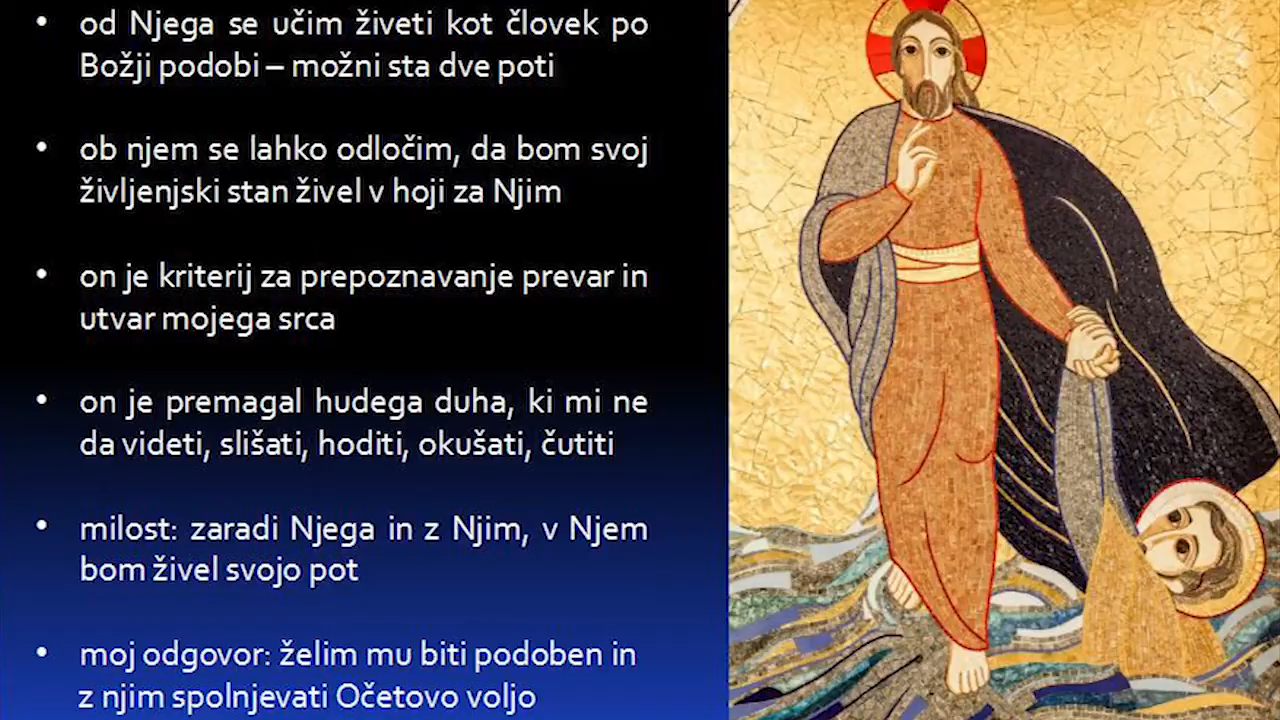 • od Njega se učim živeti kot človek po
Božji podobi – možni sta dve poti
• ob njem se lahko odločim, da bom svoj
življenjski stan živel v hoji za Njim
• on je kriterij za prepoznavanje prevar in
utvar mojega srca
• on je premagal hudega duha, ki mi ne
da videti, slišati, hoditi, okušati, čutiti
• milost: zaradi Njega in z Njim, v Njem
bom živel svojo pot
• moj odgovor: želim mu biti podoben in
z njim spolnjevati Očetovo voljo